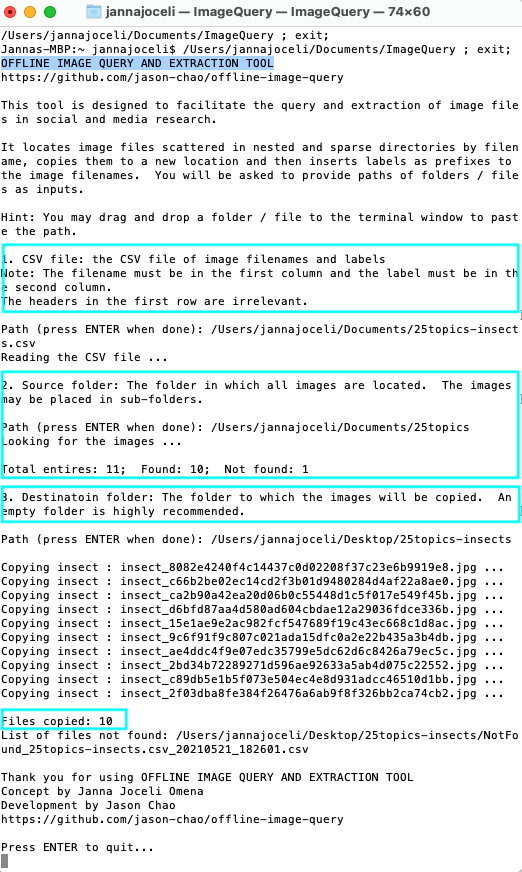 jannajoceli — ImageQuery — ImageQuery — 74×60
/Users/jannajoceli/Documents/ImageQuery ; exit;
Jannas-MBP:~ jannajoceli$ /Users/jannajoceli/Documents/ImageQuery ; exit;
OFFLINE IMAGE QUERY AND EXTRACTION TOOL
https://github.com/jason-chao/offline-image-query
This tool is designed to facilitate the query and extraction of image file
s in social and media research.
It locates image files scattered in nested and sparse directories by filen
ame, copies them to a new location and then inserts labels as prefixes to
the image filenames.  You will be asked to provide paths of folders / file
s as inputs.
Hint: You may drag and drop a folder / file to the terminal window to past
e the path.
1. CSV file: the CSV file of image filenames and labels
Note: The filename must be in the first column and the label must be in th
e second column.
The headers in the first row are irrelevant.
Path (press ENTER when done): /Users/jannajoceli/Documents/25topics-insect
s.csv
Reading the CSV file ...
2. Source folder: The folder in which all images are located.  The images
may be placed in sub-folders.
Path (press ENTER when done): /Users/jannajoceli/Documents/25topics
Looking for the images ...
Total entires: 11;  Found: 10;  Not found: 1
3. Destinatoin folder: The folder to which the images will be copied.  An
empty folder is highly recommended.
Path (press ENTER when done): /Users/jannajoceli/Desktop/25topics-insects
Copying insect : insect_8082e4240f4c14437c0d02208f37c23e6b9919e8.jpg ...
Copying insect : insect_c66b2be02ec14cd2f3b01d9480284d4af22a8ae0.jpg ...
Copying insect : insect_ca2b90a42ea20d06b0c55448d1c5f017e549f45b.jpg ...
Copying insect : insect_d6bfd87aa4d580ad604cbdae12a29036fdce336b.jpg ...
Copying insect : insect_15e1ae9e2ac982fcf547689f19c43ec668c1d8ac.jpg ...
Copying insect : insect_9c6f91f9c807c021ada15dfc0a2e22b435a3b4db.jpg ...
Copying insect : insect_ae4ddc4f9e07edc35799e5dc62d6c8426a79ec5c.jpg ...
Copying insect : insect_2bd34b72289271d596ae92633a5ab4d075c22552.jpg ...
Copying insect : insect_c89db5e1b5f073e504ec4e8d931adcc46510d1bb.jpg ...
Copying insect : insect_2f03dba8fe384f26476a6ab9f8f326bb2ca74cb2.jpg ...
Files copied: 10
List of files not found: /Users/jannajoceli/Desktop/25topics-insects/NotFo
und_25topics-insects.csv_20210521_182601.csv
Thank you for using OFFLINE IMAGE QUERY AND EXTRACTION TOOL
Concept by Janna Joceli Omena
Development by Jason Chao
https://github.com/jason-chao/offline-image-query
Press ENTER to quit...